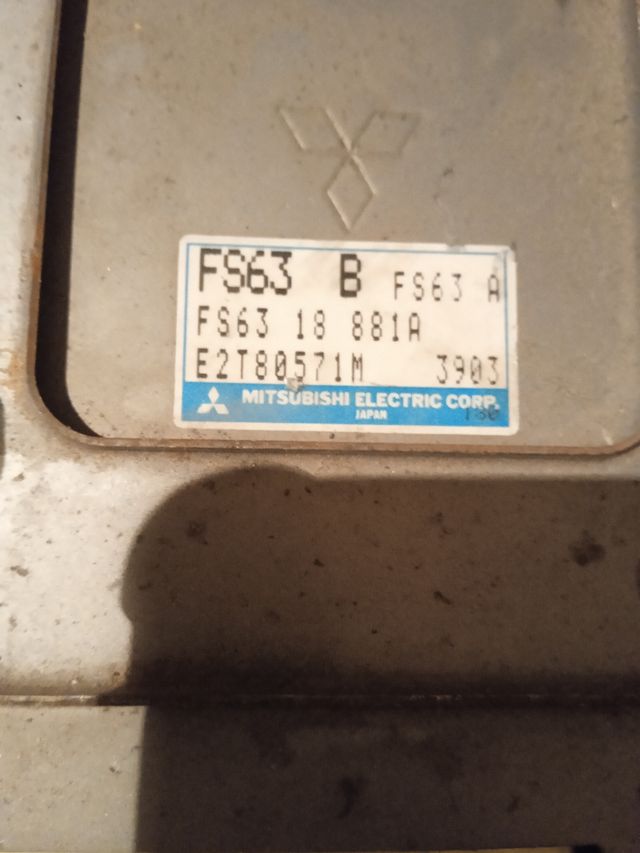 FS63 B FS63 A
FS63 18 881A
E2T80571M 3903
MITSUBISHI ELECTRIC CORP.
JAPAN